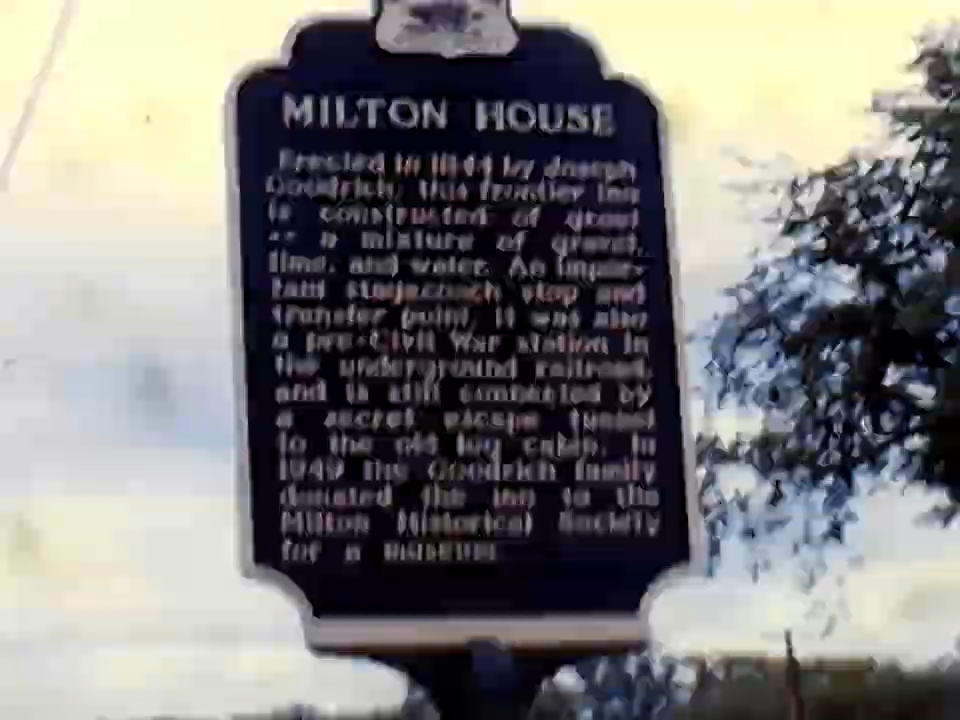 MILTON HOUSE
Erected in 1844 by Joseph
Goodrich, this frontier inn
is constructed of grout
-- a mixture of gravel,
lime, and water. An impor-
tant stagecoach stop and
transfer point, it was also
a pre-Civil War station in
the underground railroad,
and is still connected by
a secret escape tunnel
to the old log cabin. In
1949 the Goodrich family
donated the inn to the
Milton Historical Society
for a museum.